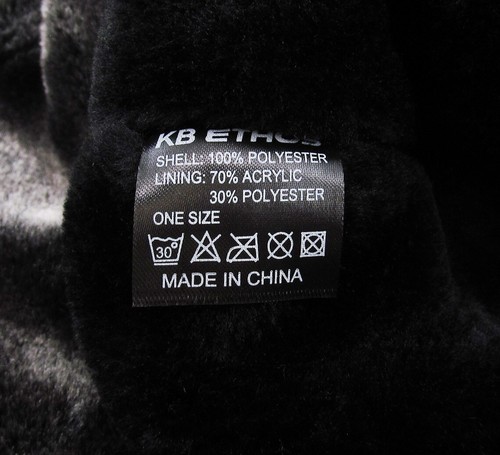 KB ETHOS
SHELL: 100% POLYESTER
LINING: 70% ACRYLIC
30% POLYESTER
ONE SIZE
30°
MADE IN CHINA